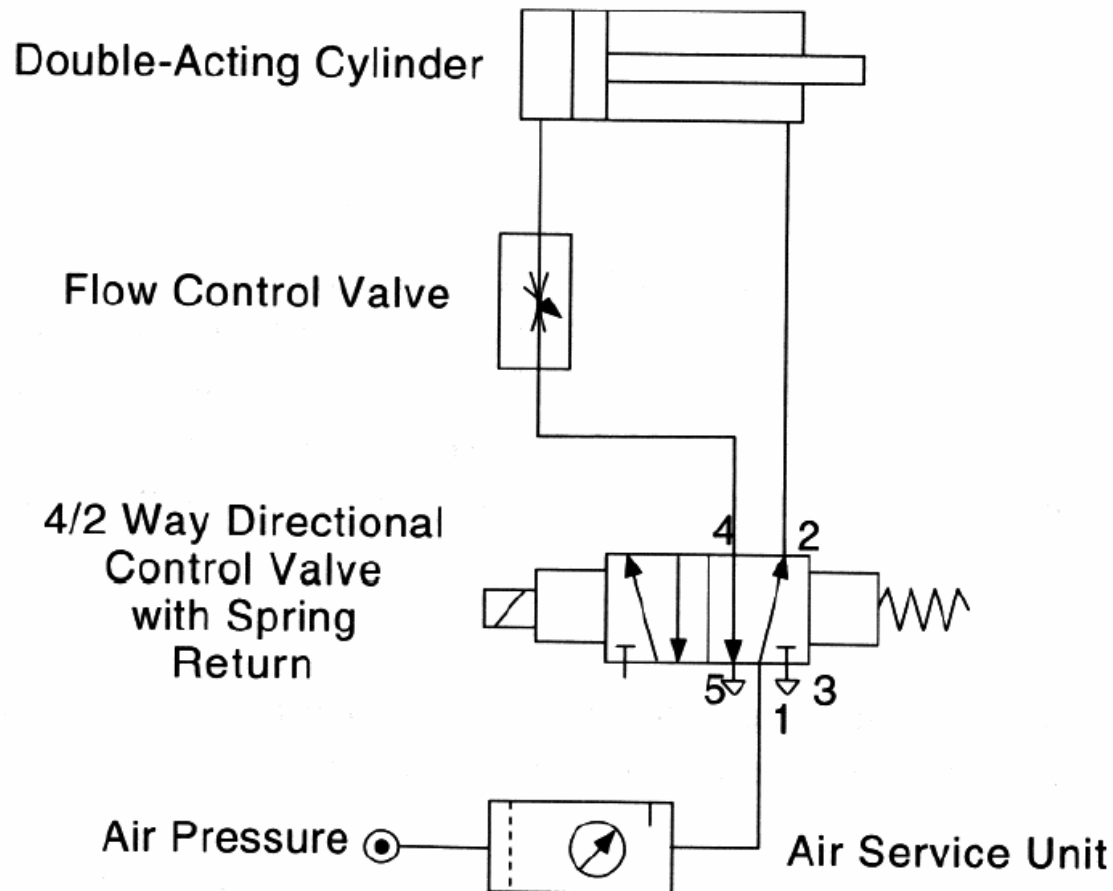 Double-Acting Cylinder
Flow Control Valve
4/2 Way Directional
Control Valve
with Spring
Return
4
2
5
3
1
Air Pressure
Air Service Unit